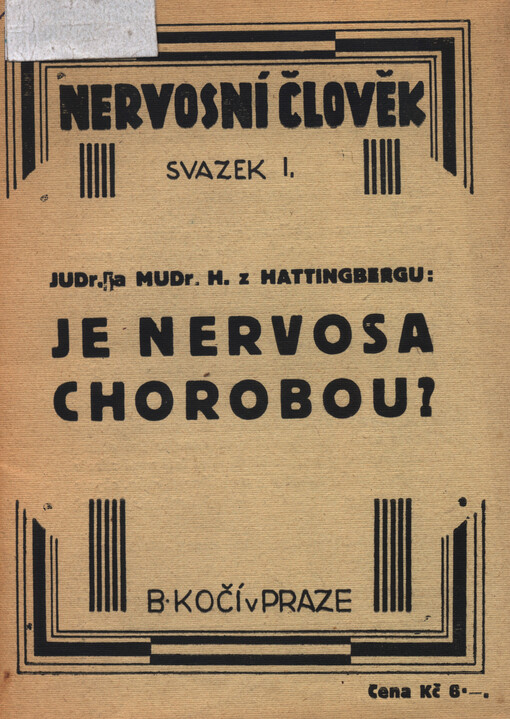 NERVOSNÍ ČLOVĚK
SVAZEK I.
JUDr. a MUDr. H. z HATTINGBERGU:
JE NERVOSA
CHOROBOU?
B·KOČÍ v PRAZE
Cena Kč 6·—.